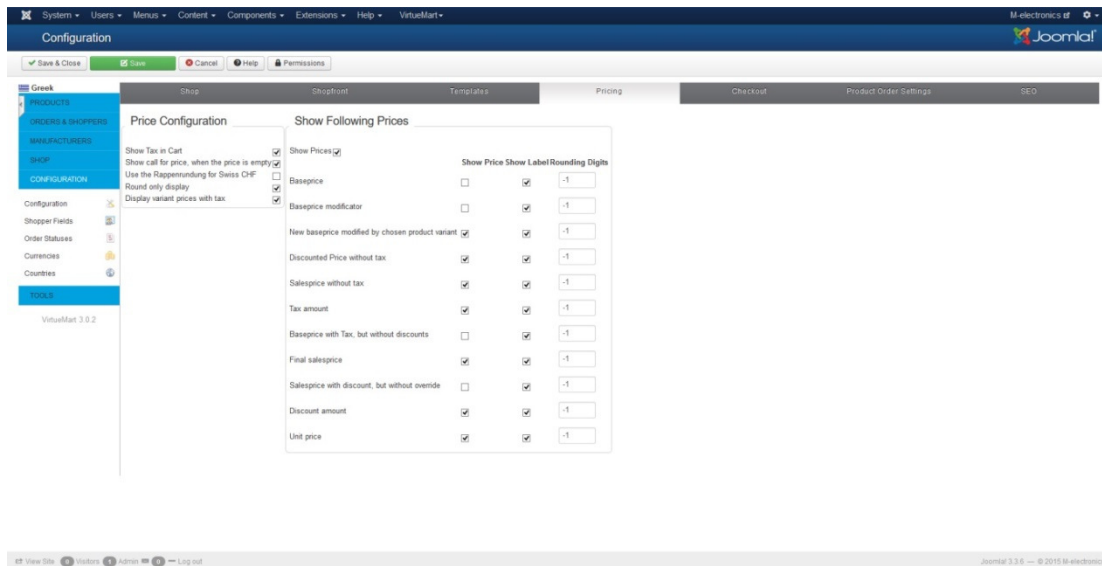 System Users Menus Content Components Extensions Help VirtueMart M-electronics
Configuration Joomla!
Save & Close Save Cancel Help Permissions
Greek
Shop Shopfront Templates Pricing Checkout Product Order Settings SEO
PRODUCTS
ORDERS & SHOPPERS
MANUFACTURERS
SHOP
CONFIGURATION
Configuration
Shopper Fields
Order Statuses
Currencies
Countries
TOOLS
VirtueMart 3.0.2
Price Configuration
Show Tax in Cart
Show call for price, when the price is empty
Use the Rappenrundung for Swiss CHF
Round only display
Display variant prices with tax
Show Following Prices
Show Prices
Show Price Show Label Rounding Digits
Baseprice -1
Baseprice modificator -1
New baseprice modified by chosen product variant -1
Discounted Price without tax -1
Salesprice without tax -1
Tax amount -1
Baseprice with Tax, but without discounts -1
Final salesprice -1
Salesprice with discount, but without override -1
Discount amount -1
Unit price -1
View Site 0 Visitors 1 Admin 0 Log out Joomla! 3.3.6 — © 2015 M-electronics